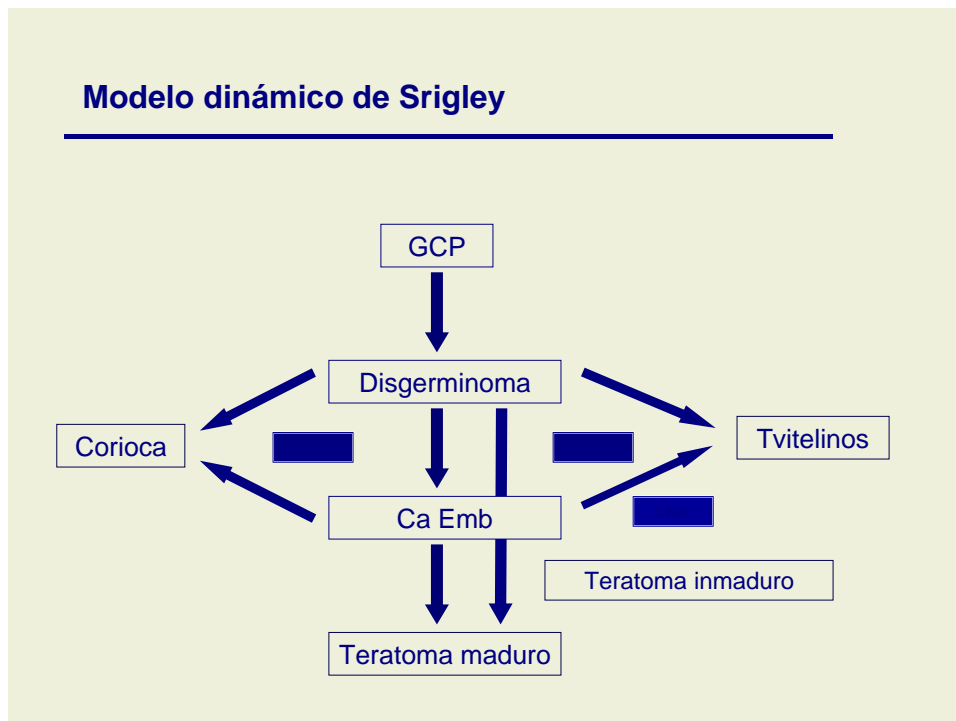 Modelo dinámico de Srigley
GCP
Disgerminoma
Corioca
Tvitelinos
Ca Emb
Teratoma inmaduro
Teratoma maduro